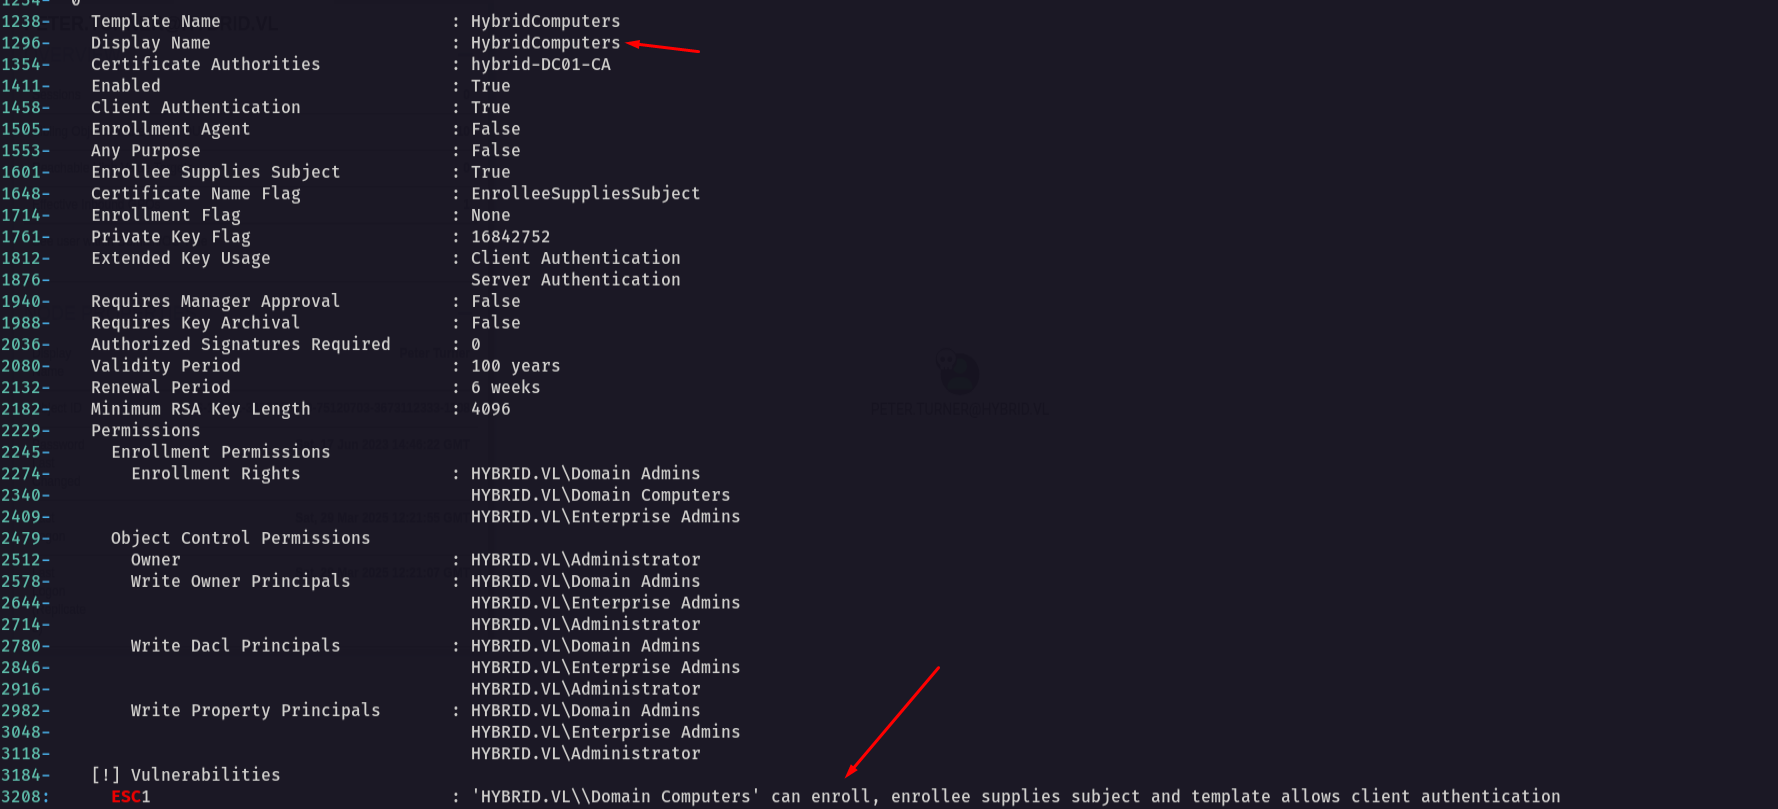 1238-    Template Name                       : HybridComputers
1296-    Display Name                        : HybridComputers
1354-    Certificate Authorities             : hybrid-DC01-CA
1411-    Enabled                             : True
1458-    Client Authentication               : True
1505-    Enrollment Agent                    : False
1553-    Any Purpose                         : False
1601-    Enrollee Supplies Subject           : True
1648-    Certificate Name Flag               : EnrolleeSuppliesSubject
1714-    Enrollment Flag                     : None
1761-    Private Key Flag                    : 16842752
1812-    Extended Key Usage                  : Client Authentication
1876-                                          Server Authentication
1940-    Requires Manager Approval           : False
1988-    Requires Key Archival               : False
2036-    Authorized Signatures Required      : 0
2080-    Validity Period                     : 100 years
2132-    Renewal Period                      : 6 weeks
2182-    Minimum RSA Key Length              : 4096
PETER.TURNER@HYBRID.VL
2229-    Permissions
2245-      Enrollment Permissions
2274-        Enrollment Rights               : HYBRID.VL\Domain Admins
2340-                                          HYBRID.VL\Domain Computers
2409-                                          HYBRID.VL\Enterprise Admins
2479-      Object Control Permissions
2512-        Owner                           : HYBRID.VL\Administrator
2578-        Write Owner Principals          : HYBRID.VL\Domain Admins
2644-                                          HYBRID.VL\Enterprise Admins
2714-                                          HYBRID.VL\Administrator
2780-        Write Dacl Principals           : HYBRID.VL\Domain Admins
2846-                                          HYBRID.VL\Enterprise Admins
2916-                                          HYBRID.VL\Administrator
2982-        Write Property Principals       : HYBRID.VL\Domain Admins
3048-                                          HYBRID.VL\Enterprise Admins
3118-                                          HYBRID.VL\Administrator
3184-    [!] Vulnerabilities
3208:      ESC1                              : 'HYBRID.VL\\Domain Computers' can enroll, enrollee supplies subject and template allows client authentication